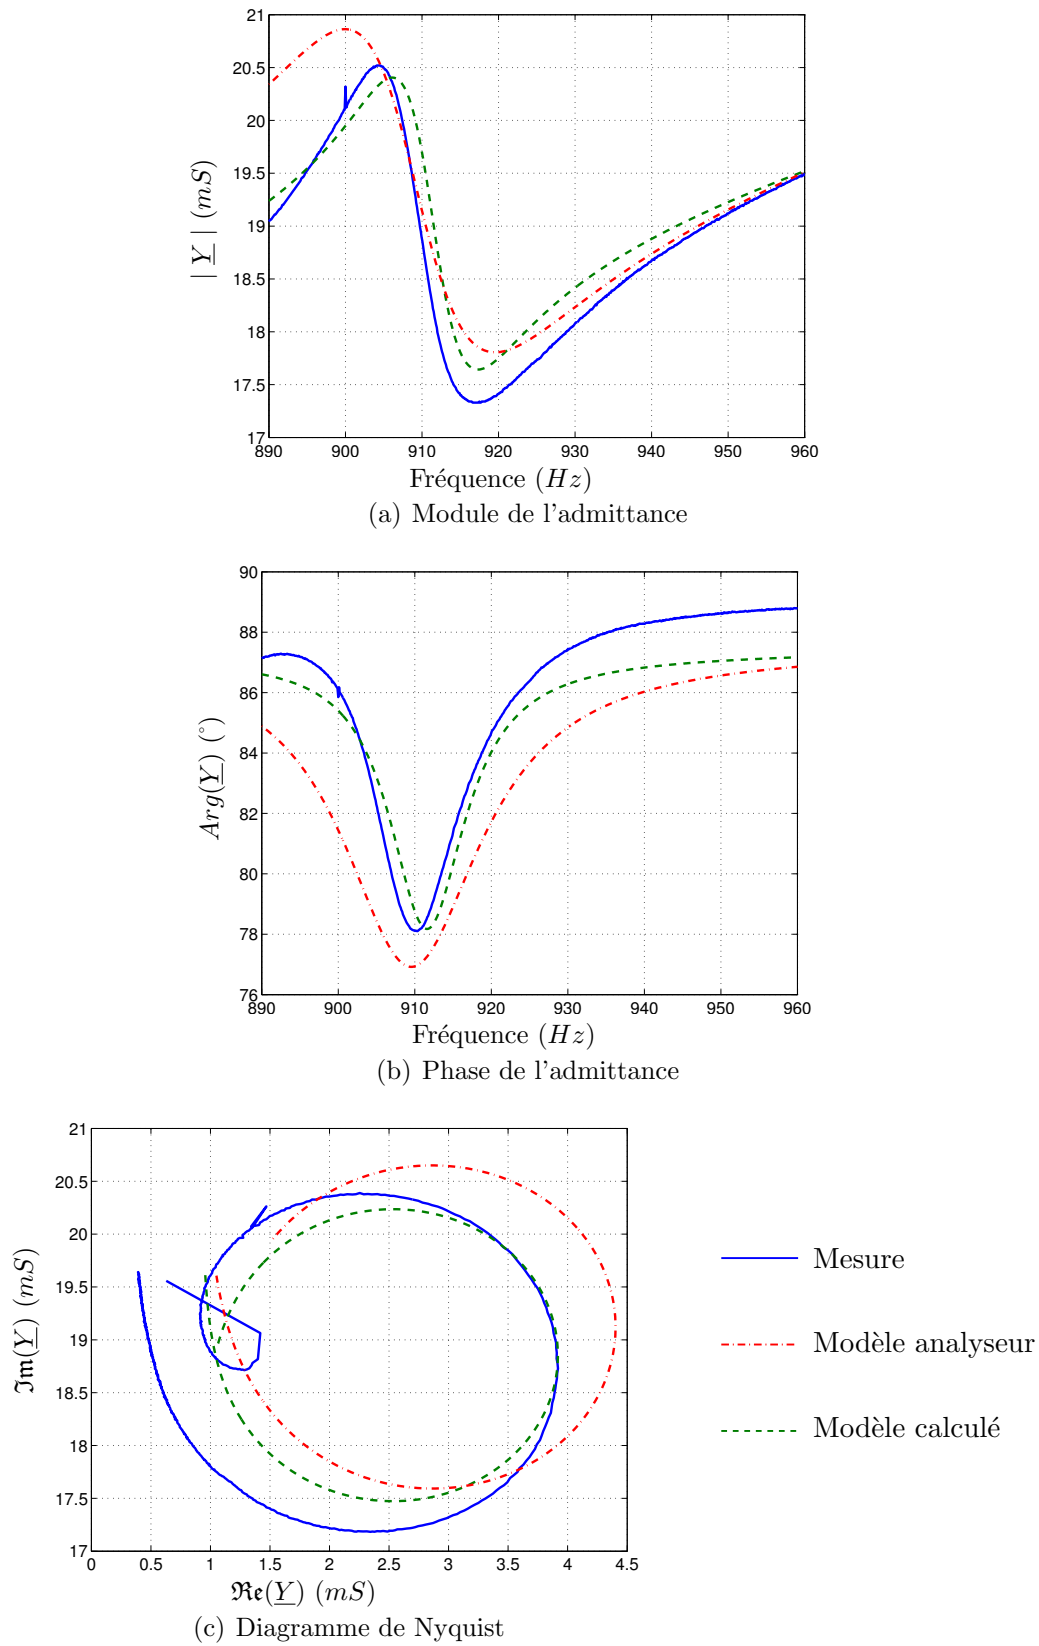 21
20.5
20
19.5
19
18.5
18
17.5
17
890 900 910 920 930 940 950 960
| Y | (mS)
Fréquence (Hz)
(a) Module de l'admittance
90
88
86
84
82
80
78
76
890 900 910 920 930 940 950 960
Arg(Y) (°)
Fréquence (Hz)
(b) Phase de l'admittance
21
20.5
20
19.5
19
18.5
18
17.5
17
0 0.5 1 1.5 2 2.5 3 3.5 4 4.5
𝕴𝖒(Y) (mS)
𝕽𝖊(Y) (mS)
(c) Diagramme de Nyquist
Mesure
Modèle analyseur
Modèle calculé